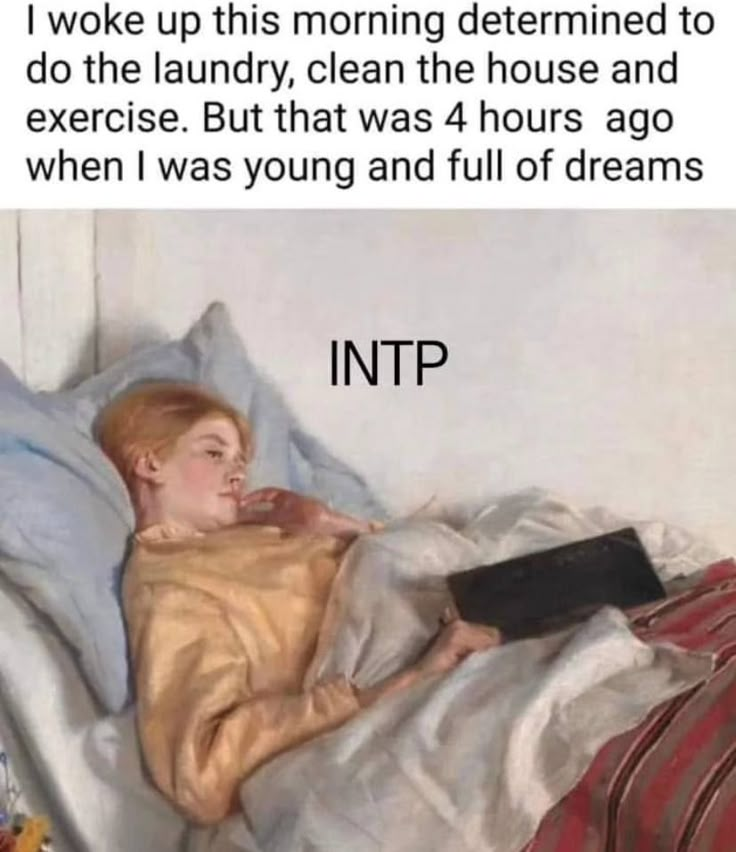 I woke up this morning determined to
do the laundry, clean the house and
exercise. But that was 4 hours ago
when I was young and full of dreams
INTP